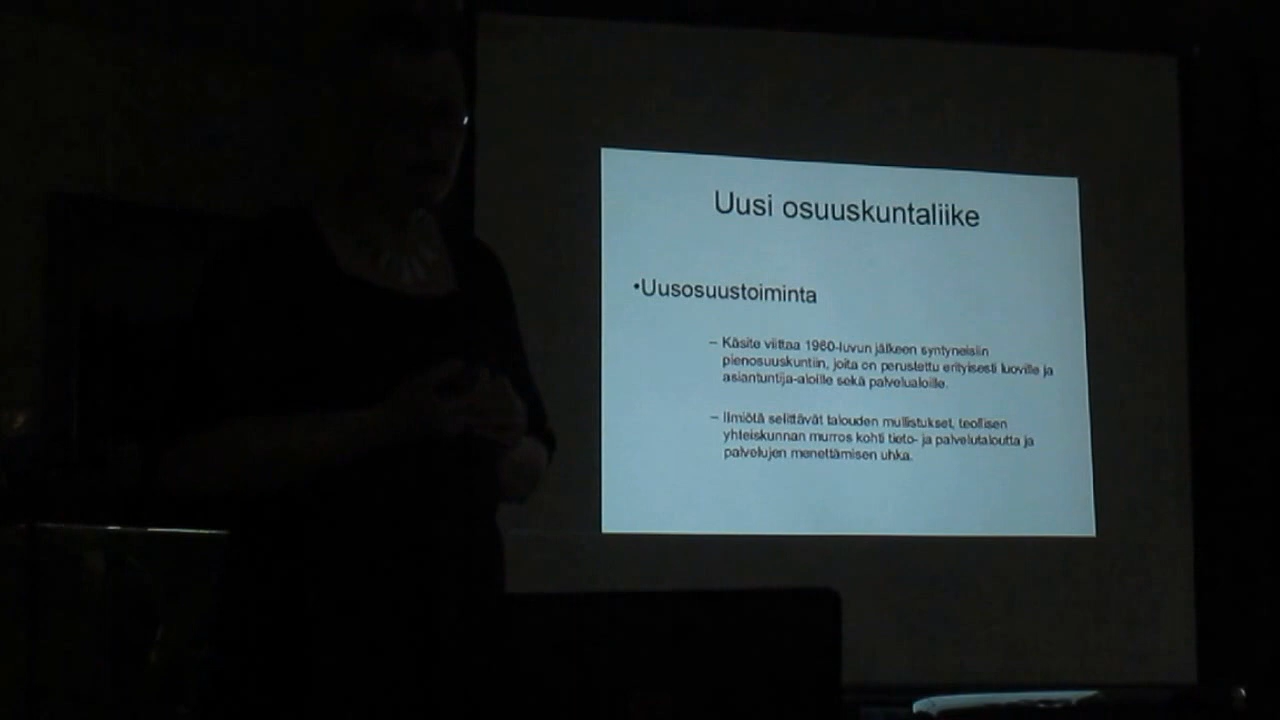 Uusi osuuskuntaliike
•Uusosuustoiminta
– Käsite viittaa 1960-luvun jälkeen syntyneisiin
pienosuuskuntiin, joita on perustettu erityisesti luoville ja
asiantuntija-aloille sekä palvelualoille.
– Ilmiötä selittävät talouden mullistukset, teollisen
yhteiskunnan murros kohti tieto- ja palvelutaloutta ja
palvelujen menettämisen uhka.